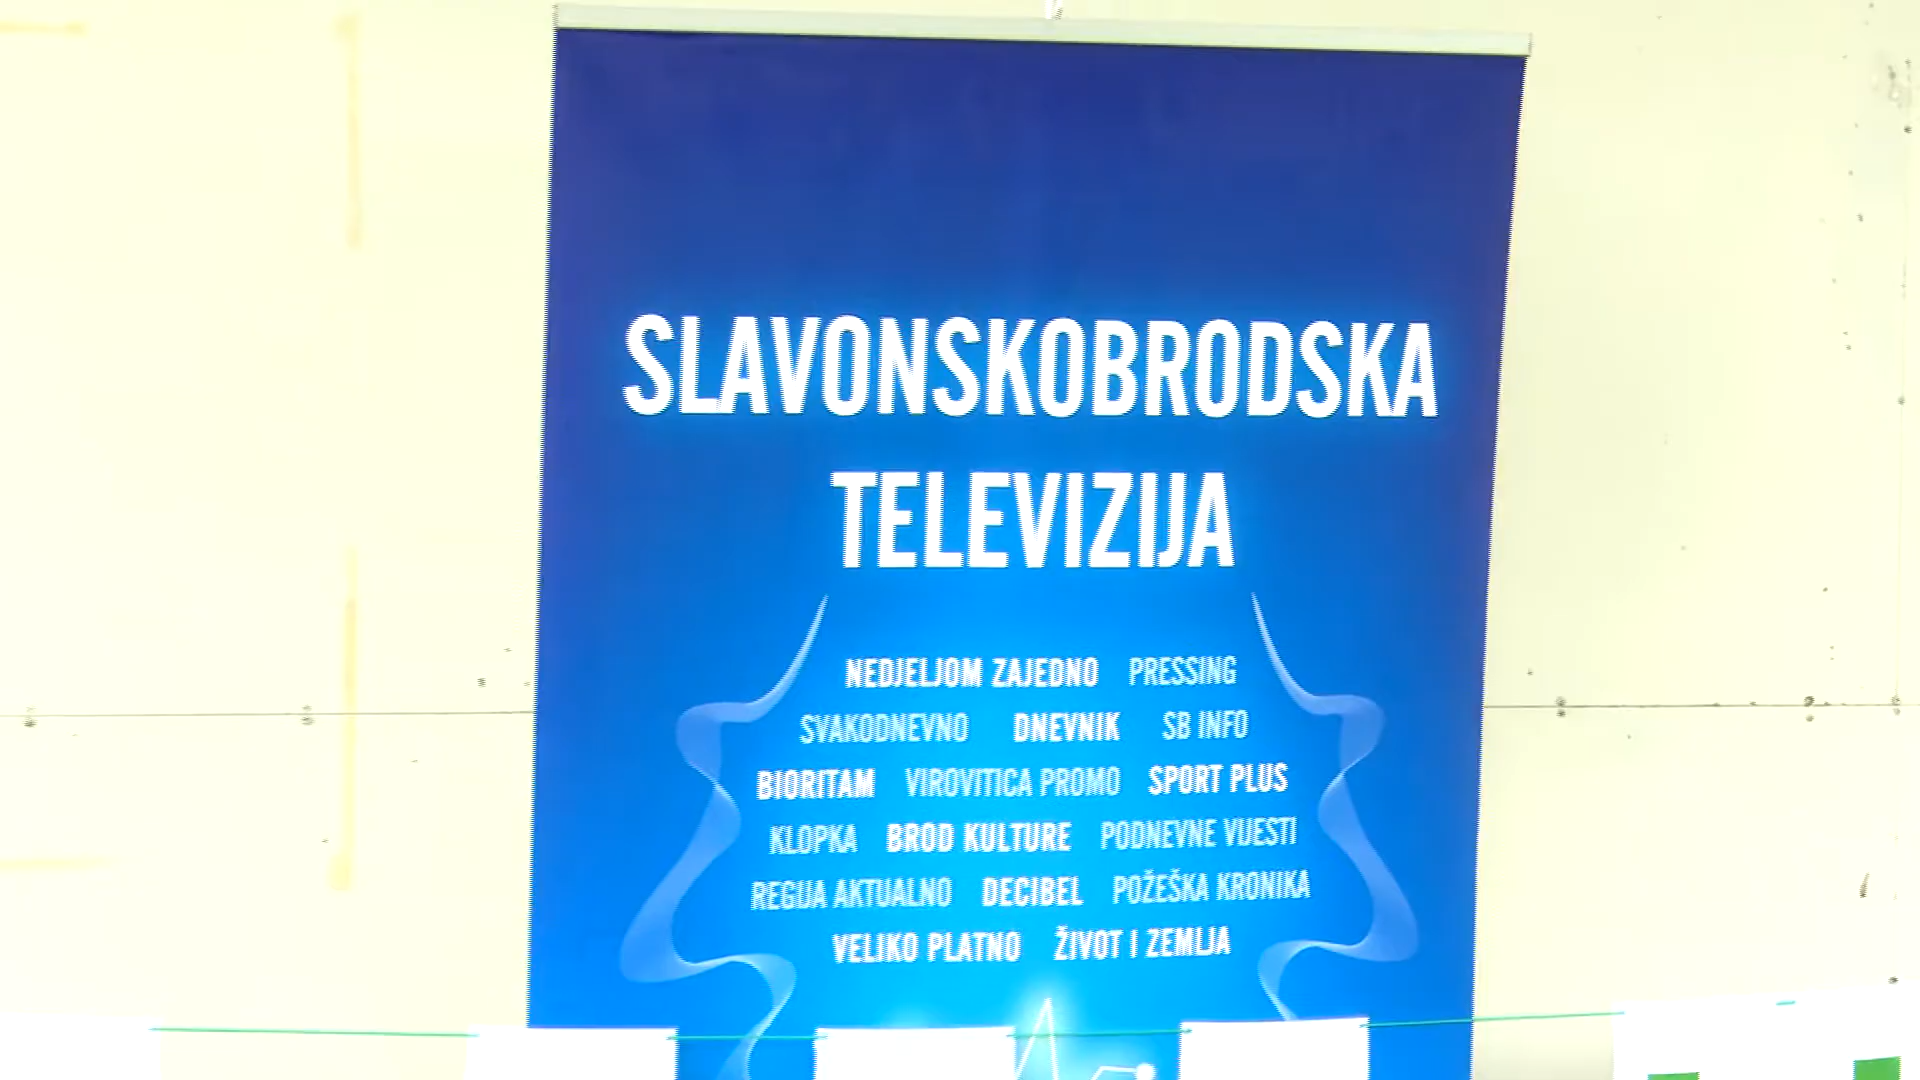 SLAVONSKOBRODSKA
TELEVIZIJA
NEDJELJOM ZAJEDNO PRESSING
SVAKODNEVNO DNEVNIK SB INFO
BIORITAM VIROVITICA PROMO SPORT PLUS
KLOPKA BROD KULTURE PODNEVNE VIJESTI
REGIJA AKTUALNO DECIBEL POŽEŠKA KRONIKA
VELIKO PLATNO ŽIVOT I ZEMLJA